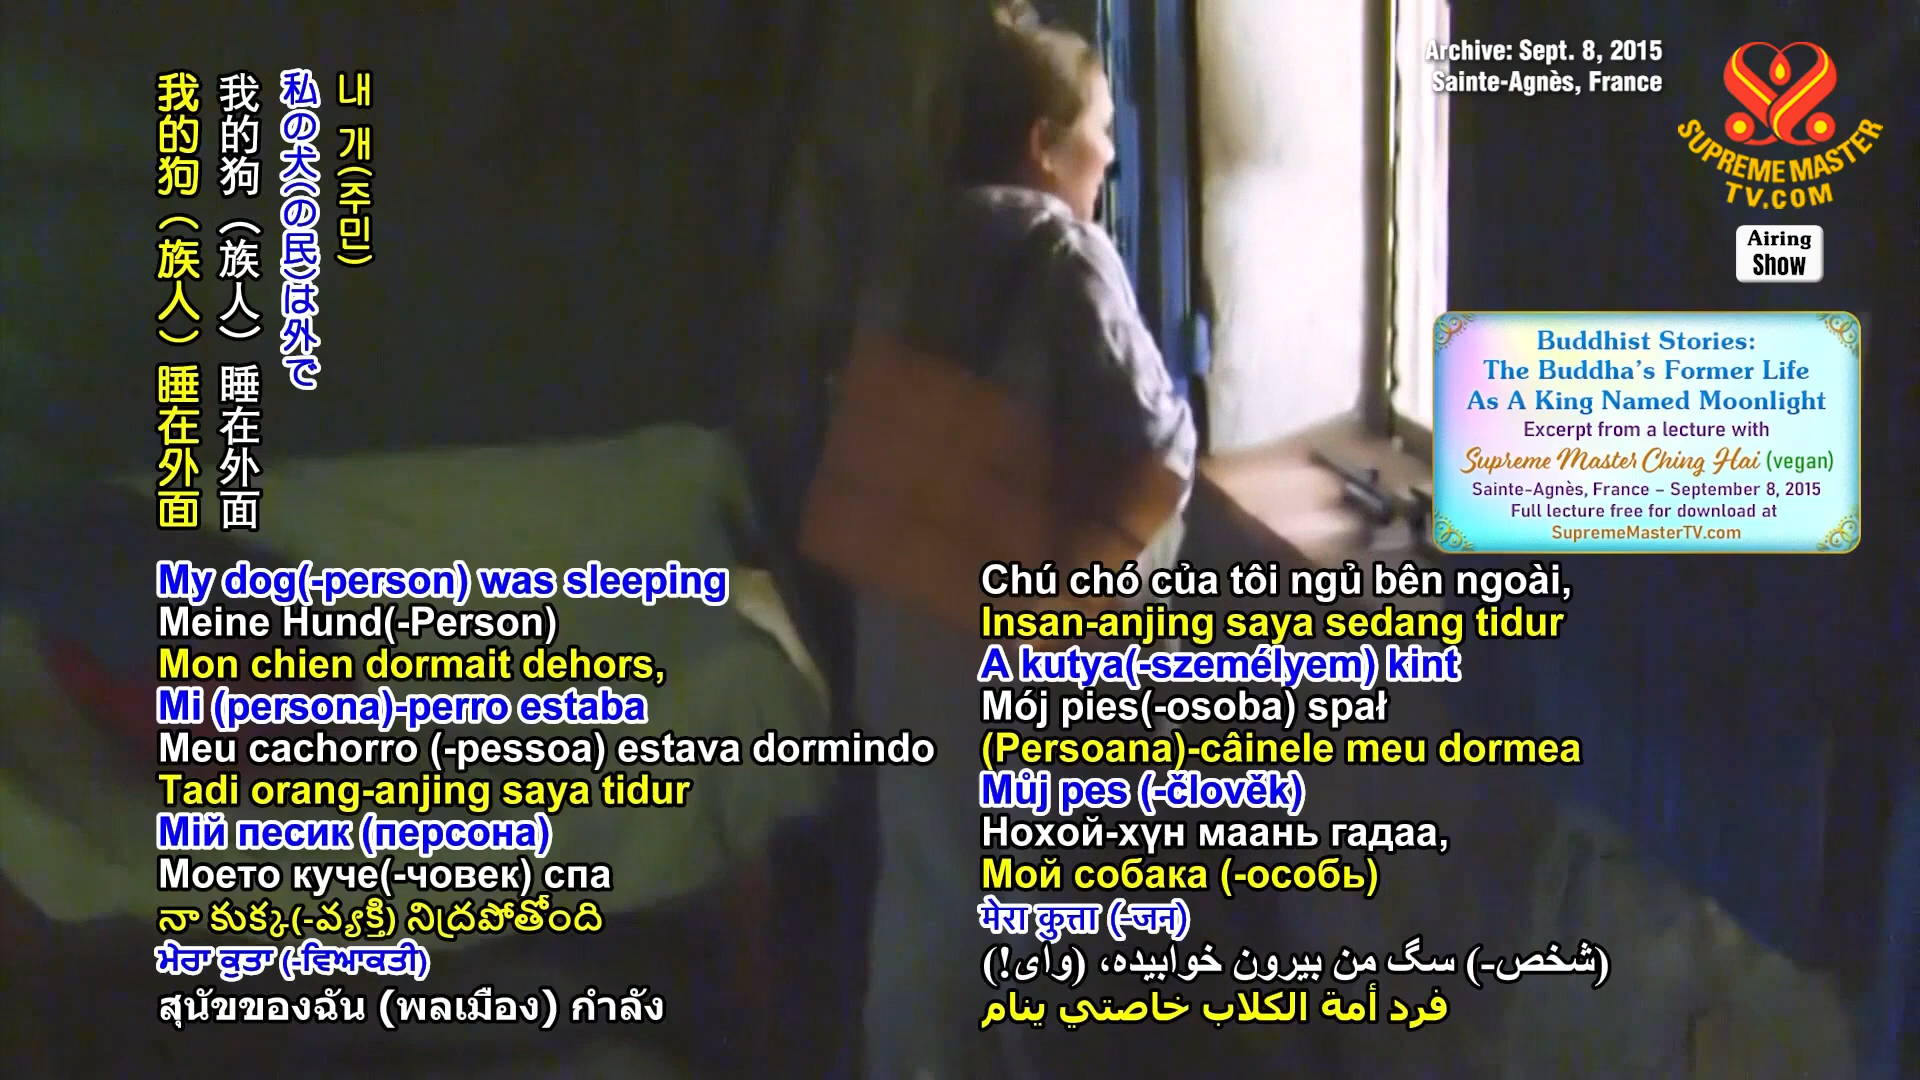 Archive: Sept. 8, 2015
Sainte-Agnès, France
SUPREME MASTER
TV.COM
Airing
Show
Buddhist Stories:
The Buddha's Former Life
As A King Named Moonlight
Excerpt from a lecture with
Supreme Master Ching Hai (vegan)
Sainte-Agnès, France – September 8, 2015
Full lecture free for download at
SupremeMasterTV.com
내 개(주민)
私の犬(の民)は外で
我的狗（族人）睡在外面
我的狗（族人）睡在外面
My dog(-person) was sleeping
Meine Hund(-Person)
Mon chien dormait dehors,
Mi (persona)-perro estaba
Meu cachorro (-pessoa) estava dormindo
Tadi orang-anjing saya tidur
Мій песик (персона)
Моето куче(-човек) спа
నా కుక్క(-వ్యక్తి) నిద్రపోతోంది
ਮੇਰਾ ਕੁਤਾ (-ਵਿਆਕਤੀ)
สุนัขของฉัน (พลเมือง) กำลัง
Chú chó của tôi ngủ bên ngoài,
Insan-anjing saya sedang tidur
A kutya(-személyem) kint
Mój pies(-osoba) spał
(Persoana)-câinele meu dormea
Můj pes (-člověk)
Нохой-хүн маань гадаа,
Мой собака (-особь)
मेरा कुत्ता (-जन)
(شخص-) سگ من بیرون خوابیده، (وای!)
فرد أمة الكلاب خاصتي ينام